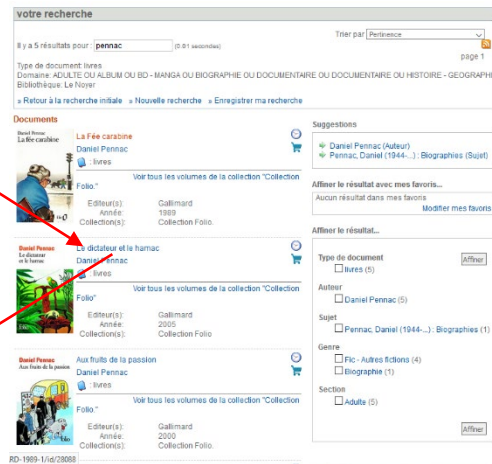 votre recherche
Trier par Pertinence
Il y a 5 résultats pour : pennac (0.81 secondes)
page 1
Type de document: livres
Domaine: ADULTE OU ALBUM OU BD - MANGA OU BIOGRAPHIE OU DOCUMENTAIRE OU DOCUMENTAIRE OU HISTOIRE - GEOGRAPHI
Bibliothèque: Le Noyer
» Retour à la recherche initiale » Nouvelle recherche » Enregistrer ma recherche
Documents
Daniel Pennac
La fée carabine
La Fée carabine
Daniel Pennac
: livres
Voir tous les volumes de la collection "Collection
Folio."
Editeur(s): Gallimard
Année: 1989
Collection(s): Collection Folio.
Daniel Pennac
Le dictateur
et le hamac
Le dictateur et le hamac
Daniel Pennac
: livres
Voir tous les volumes de la collection "Collection
Folio"
Editeur(s): Gallimard
Année: 2005
Collection(s): Collection Folio
Daniel Pennac
Aux fruits de la passion
Aux fruits de la passion
Daniel Pennac
: livres
Voir tous les volumes de la collection "Collection
Folio."
Editeur(s): Gallimard
Année: 2000
Collection(s): Collection Folio.
RD-1989-1/id/28088
Suggestions
Daniel Pennac (Auteur)
Pennac, Daniel (1944-...) : Biographies (Sujet)
Affiner le résultat avec mes favoris...
Aucun résultat dans mes favoris
Modifier mes favoris
Affiner le résultat...
Type de document
Affiner
livres (5)
Auteur
Daniel Pennac (5)
Sujet
Pennac, Daniel (1944-...) : Biographies (1)
Genre
Fic - Autres fictions (4)
Biographie (1)
Section
Adulte (5)
Affiner